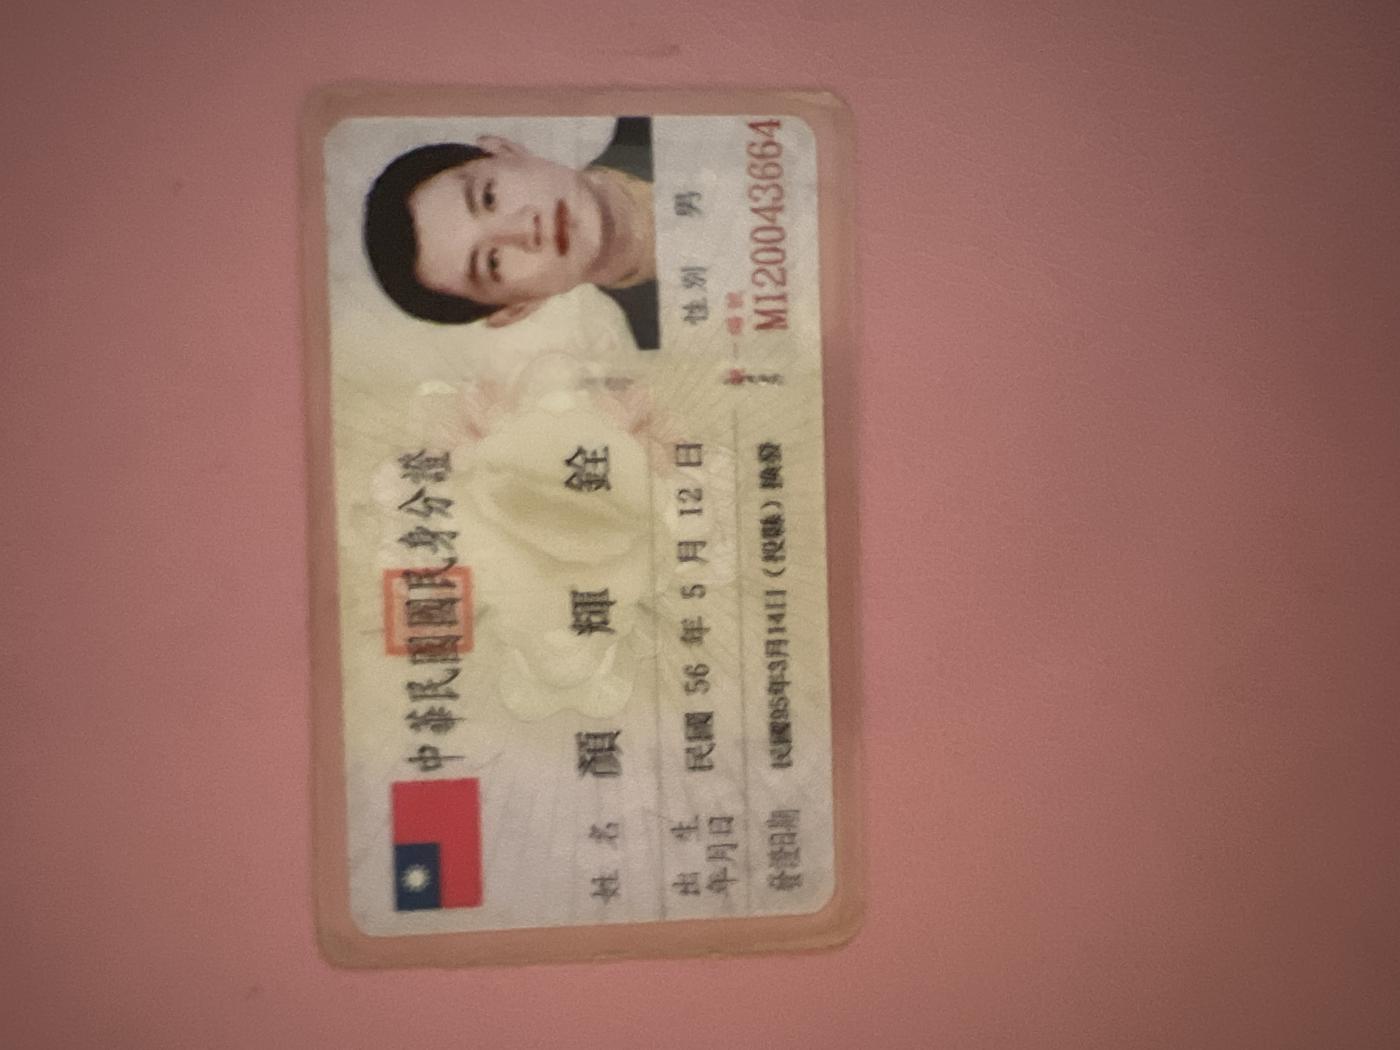 中華民國國民身分證
姓名 顏輝銓
出生年月日 民國 56 年 5 月 12 日
性別 男
發證日期 民國95年3月14日（投縣）換發
統一編號
M120043664